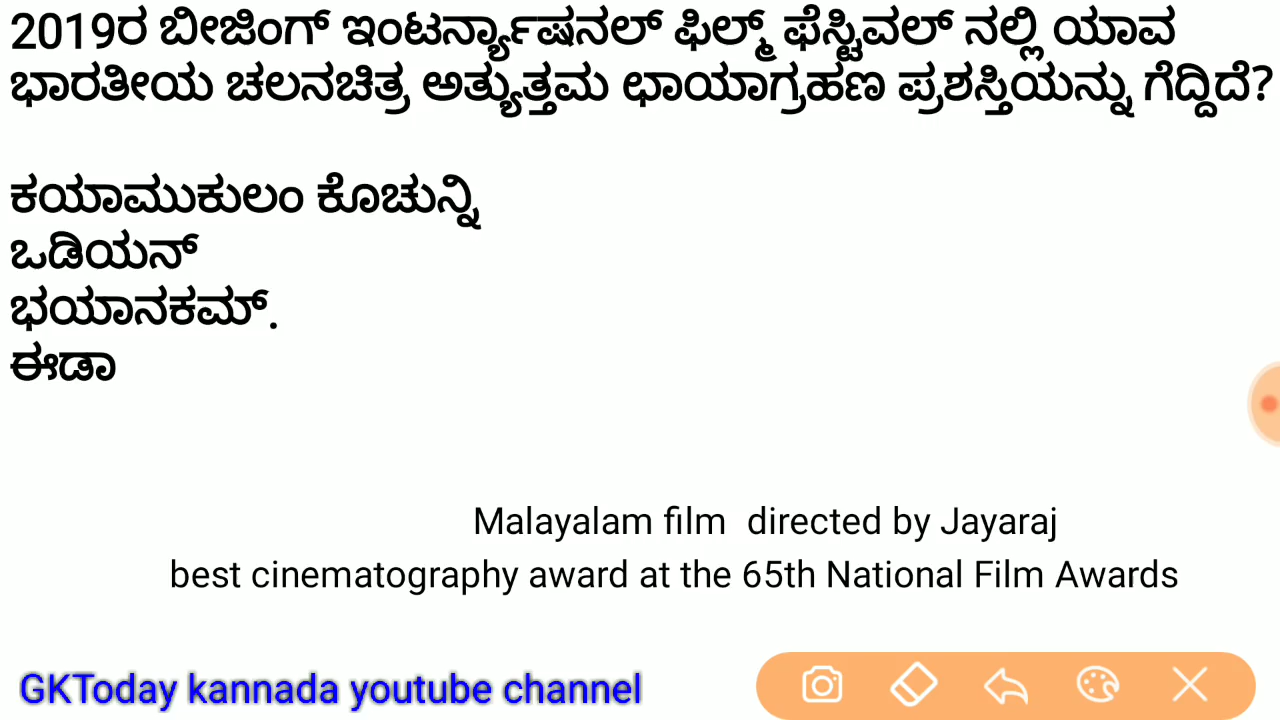 2019ರ ಬೀಜಿಂಗ್ ಇಂಟರ್ನ್ಯಾಷನಲ್ ಫಿಲ್ಮ್ ಫೆಸ್ಟಿವಲ್ ನಲ್ಲಿ ಯಾವ
ಭಾರತೀಯ ಚಲನಚಿತ್ರ ಅತ್ಯುತ್ತಮ ಛಾಯಾಗ್ರಹಣ ಪ್ರಶಸ್ತಿಯನ್ನು ಗೆದ್ದಿದೆ?
ಕಯಾಮುಕುಲಂ ಕೊಚುನ್ನಿ
ಒಡಿಯನ್
ಭಯಾನಕಮ್.
ಈಡಾ
Malayalam film directed by Jayaraj
best cinematography award at the 65th National Film Awards
GKToday kannada youtube channel